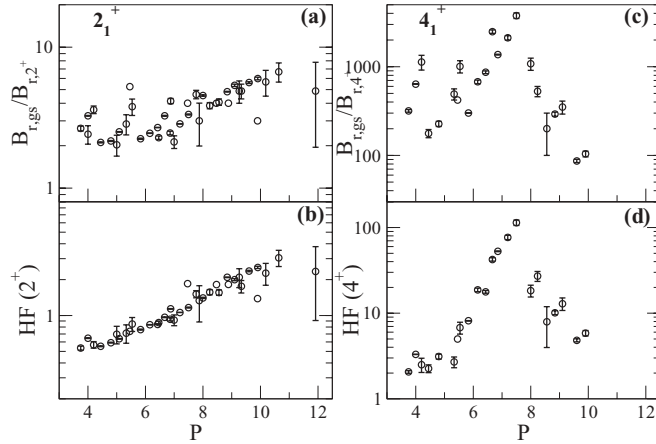 2₁⁺
(a)
10
1
B_{r,gs}/B_{r,2⁺}
4₁⁺
(c)
1000
100
B_{r,gs}/B_{r,4⁺}
(b)
1
HF (2⁺)
4 6 8 10 12
P
(d)
100
10
1
HF (4⁺)
4 6 8 10 12
P